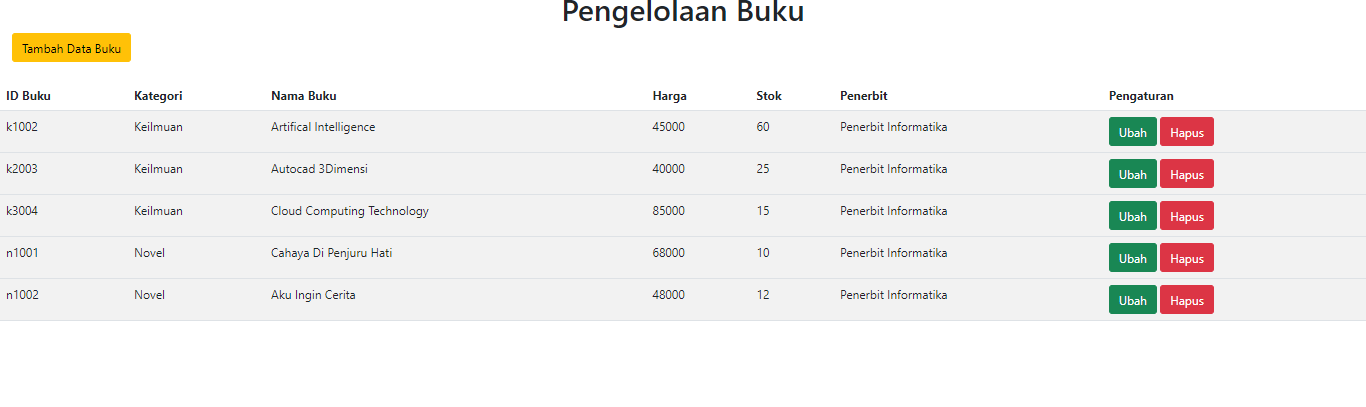 Pengelolaan Buku
Tambah Data Buku
ID Buku Kategori Nama Buku Harga Stok Penerbit Pengaturan
k1002 Keilmuan Artifical Intelligence 45000 60 Penerbit Informatika Ubah Hapus
k2003 Keilmuan Autocad 3Dimensi 40000 25 Penerbit Informatika Ubah Hapus
k3004 Keilmuan Cloud Computing Technology 85000 15 Penerbit Informatika Ubah Hapus
n1001 Novel Cahaya Di Penjuru Hati 68000 10 Penerbit Informatika Ubah Hapus
n1002 Novel Aku Ingin Cerita 48000 12 Penerbit Informatika Ubah Hapus